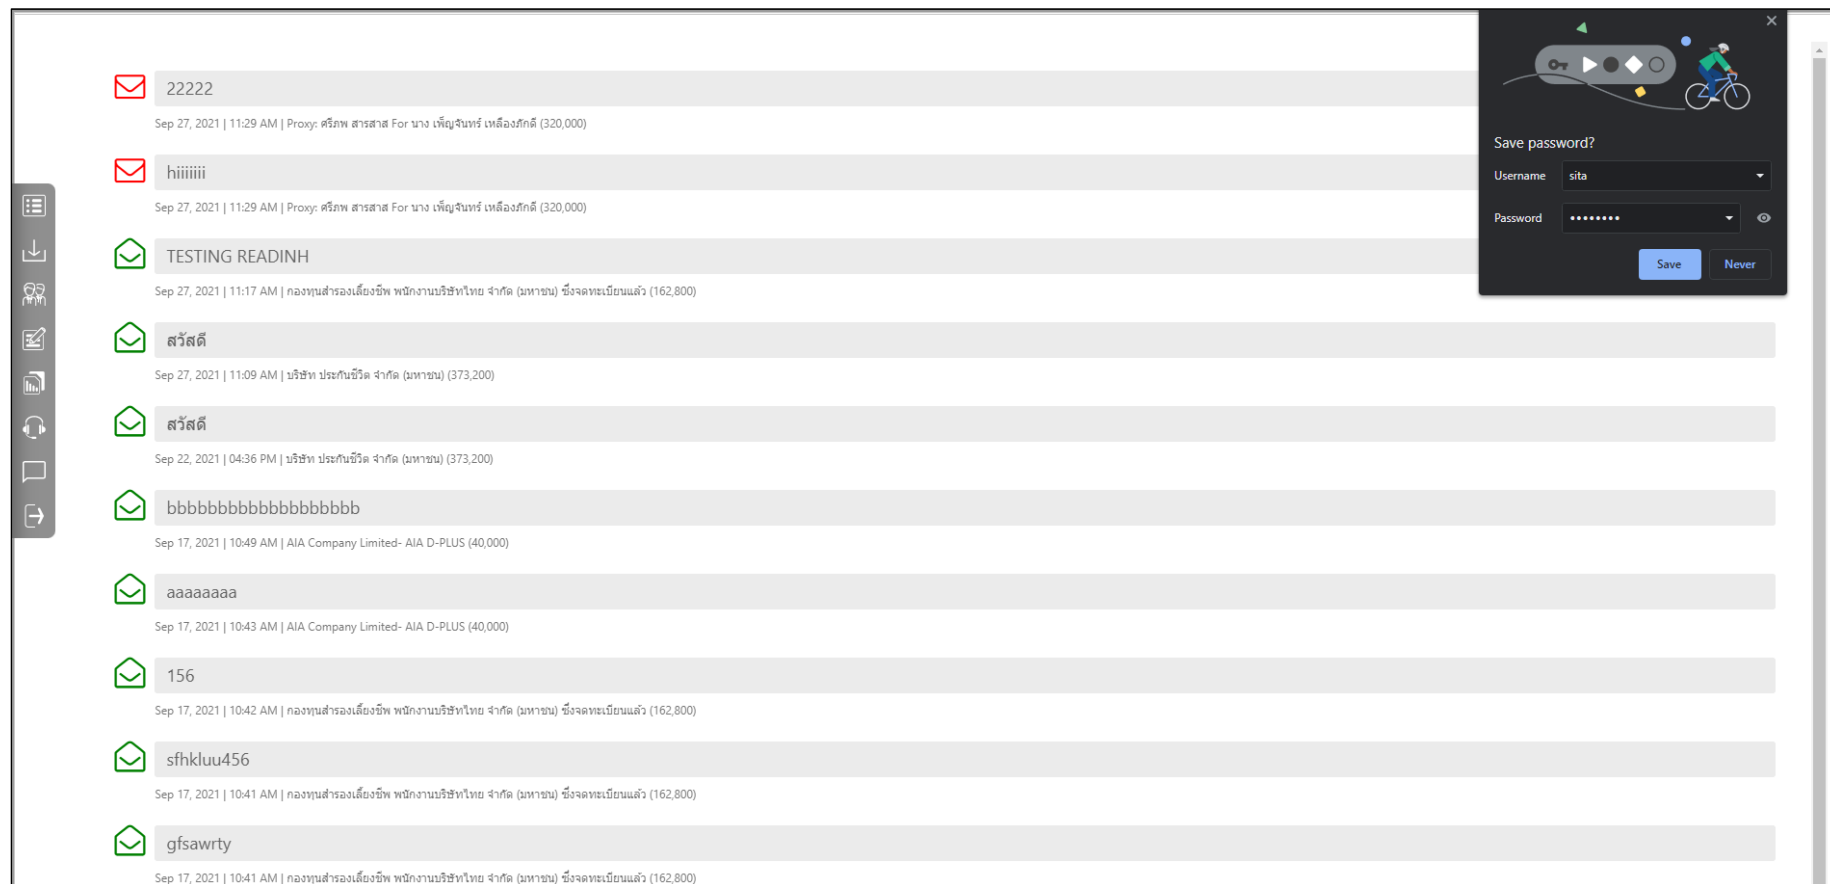 22222
Sep 27, 2021 | 11:29 AM | Proxy: ศรีภพ สารสาส For นาง เพ็ญจันทร์ เหลืองภักดี (320,000)
hiiiiiii
Sep 27, 2021 | 11:29 AM | Proxy: ศรีภพ สารสาส For นาง เพ็ญจันทร์ เหลืองภักดี (320,000)
TESTING READINH
Sep 27, 2021 | 11:17 AM | กองทุนสำรองเลี้ยงชีพ พนักงานบริษัทไทย จำกัด (มหาชน) ซึ่งจดทะเบียนแล้ว (162,800)
สวัสดี
Sep 27, 2021 | 11:09 AM | บริษัท ประกันชีวิต จำกัด (มหาชน) (373,200)
สวัสดี
Sep 22, 2021 | 04:36 PM | บริษัท ประกันชีวิต จำกัด (มหาชน) (373,200)
bbbbbbbbbbbbbbbbbbb
Sep 17, 2021 | 10:49 AM | AIA Company Limited- AIA D-PLUS (40,000)
aaaaaaaa
Sep 17, 2021 | 10:43 AM | AIA Company Limited- AIA D-PLUS (40,000)
156
Sep 17, 2021 | 10:42 AM | กองทุนสำรองเลี้ยงชีพ พนักงานบริษัทไทย จำกัด (มหาชน) ซึ่งจดทะเบียนแล้ว (162,800)
sfhkluu456
Sep 17, 2021 | 10:41 AM | กองทุนสำรองเลี้ยงชีพ พนักงานบริษัทไทย จำกัด (มหาชน) ซึ่งจดทะเบียนแล้ว (162,800)
gfsawrty
Sep 17, 2021 | 10:41 AM | กองทุนสำรองเลี้ยงชีพ พนักงานบริษัทไทย จำกัด (มหาชน) ซึ่งจดทะเบียนแล้ว (162,800)
Save password?
Username sita
Password ••••••••
Save Never